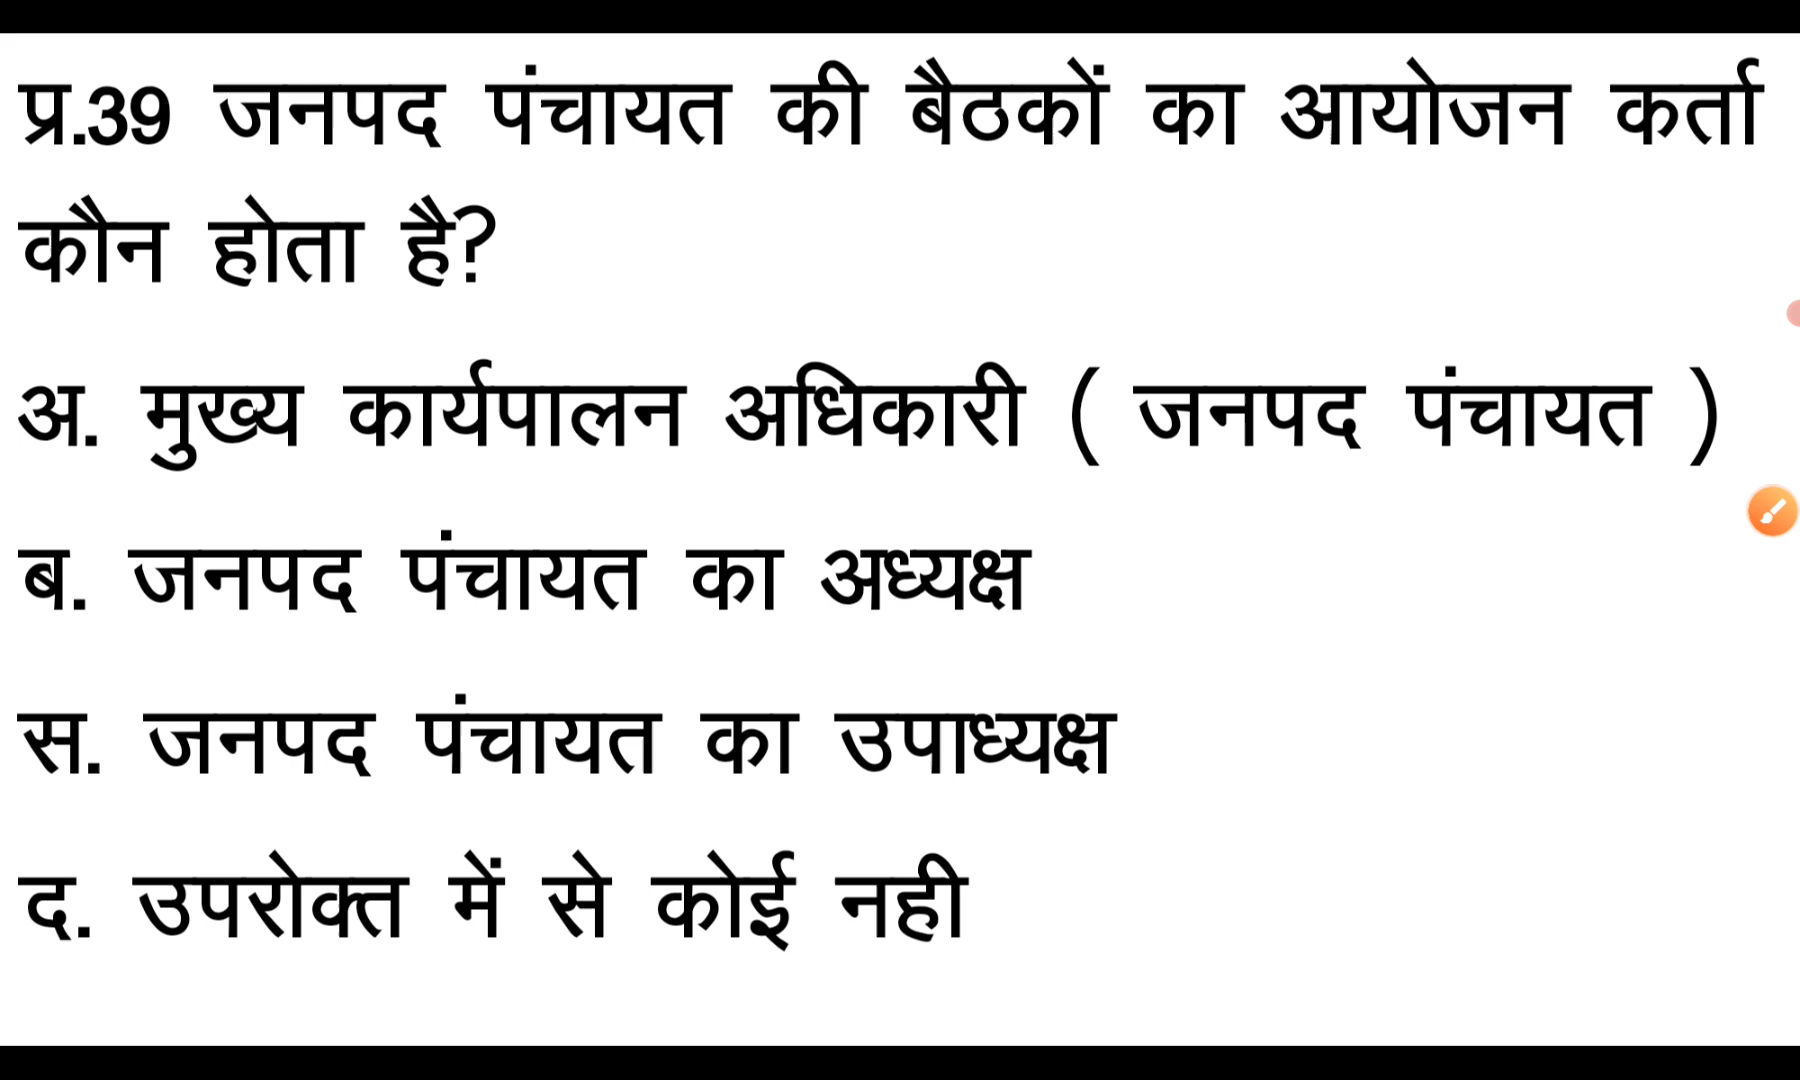 प्र.39 जनपद पंचायत की बैठकों का आयोजन कर्ता
कौन होता है?
अ. मुख्य कार्यपालन अधिकारी ( जनपद पंचायत )
ब. जनपद पंचायत का अध्यक्ष
स. जनपद पंचायत का उपाध्यक्ष
द. उपरोक्त में से कोई नही